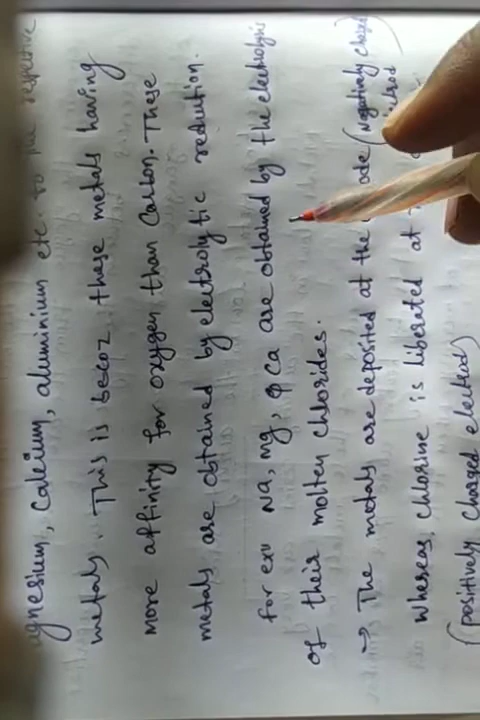 agnesium, Calcium, aluminium etc. to the respective
metals. This is becoz these metals having
more affinity for oxygen than Carbon. These
metals are obtained by electrolytic reduction.
for ex Na, mg, Ca are obtained by the electrolysis
of their molten chlorides.
→ The metals are deposited at the ode (Negatively charged
whereas, chlorine is liberated at
(positively charged electrod)